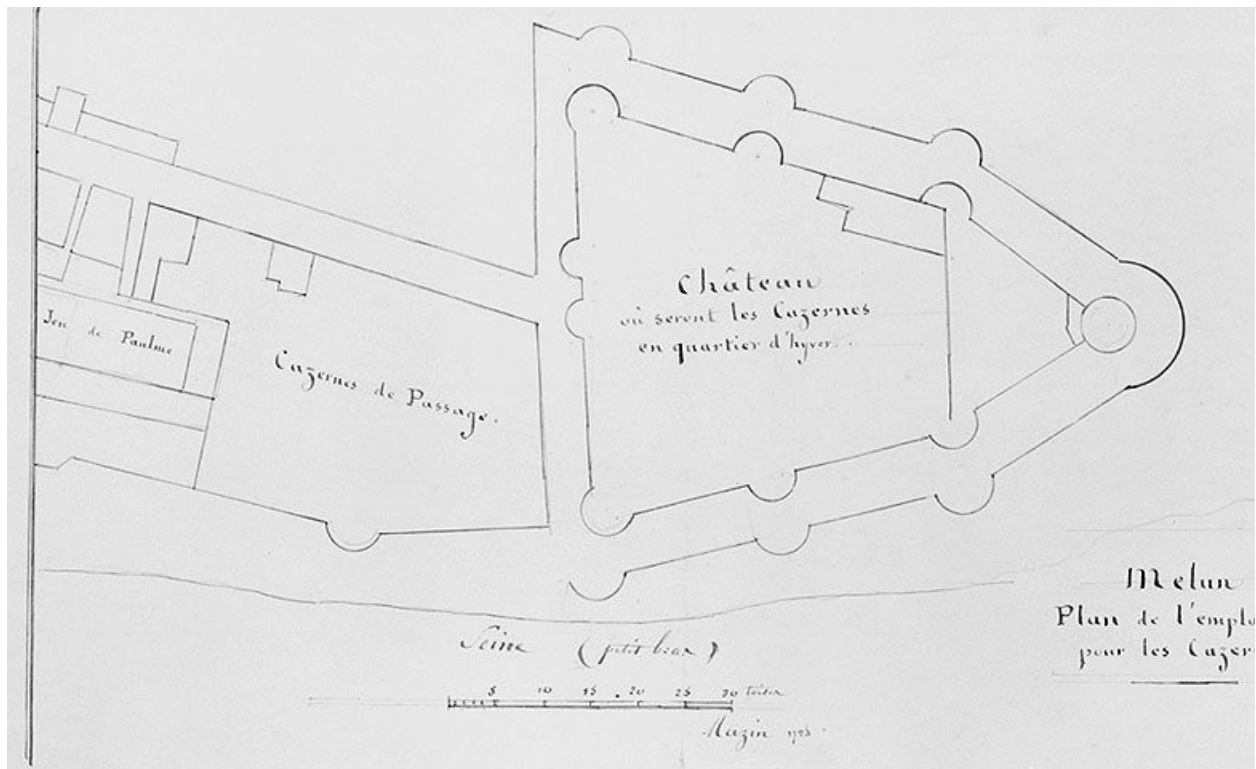 Château
où seront les Cazernes
en quartier d'hyver.
Jeu de Paulme
Cazernes de Passage.
Melun
Plan de l'emplo
pour les Cazer
Seine (petit bras)
5 10 15 20 25 30 toises
Mazin